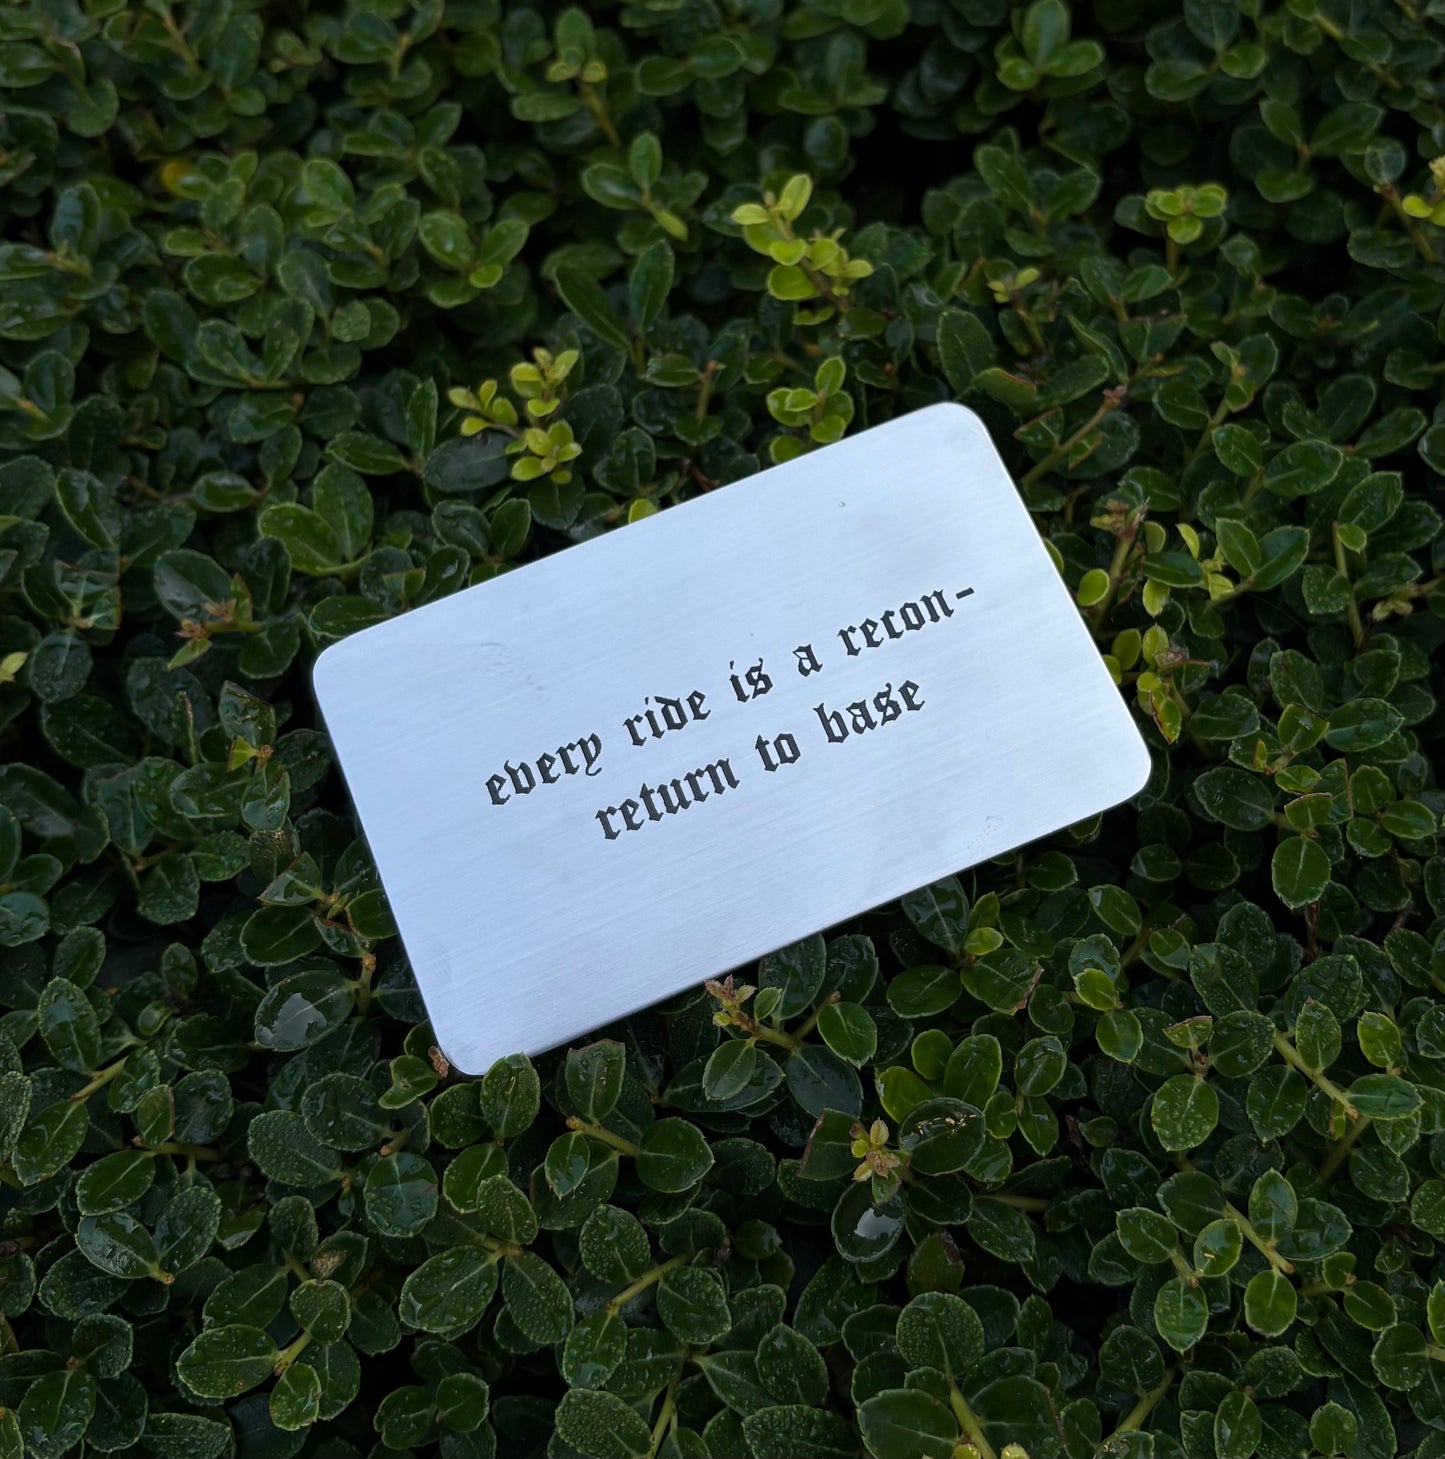 every ride is a recon-
return to base